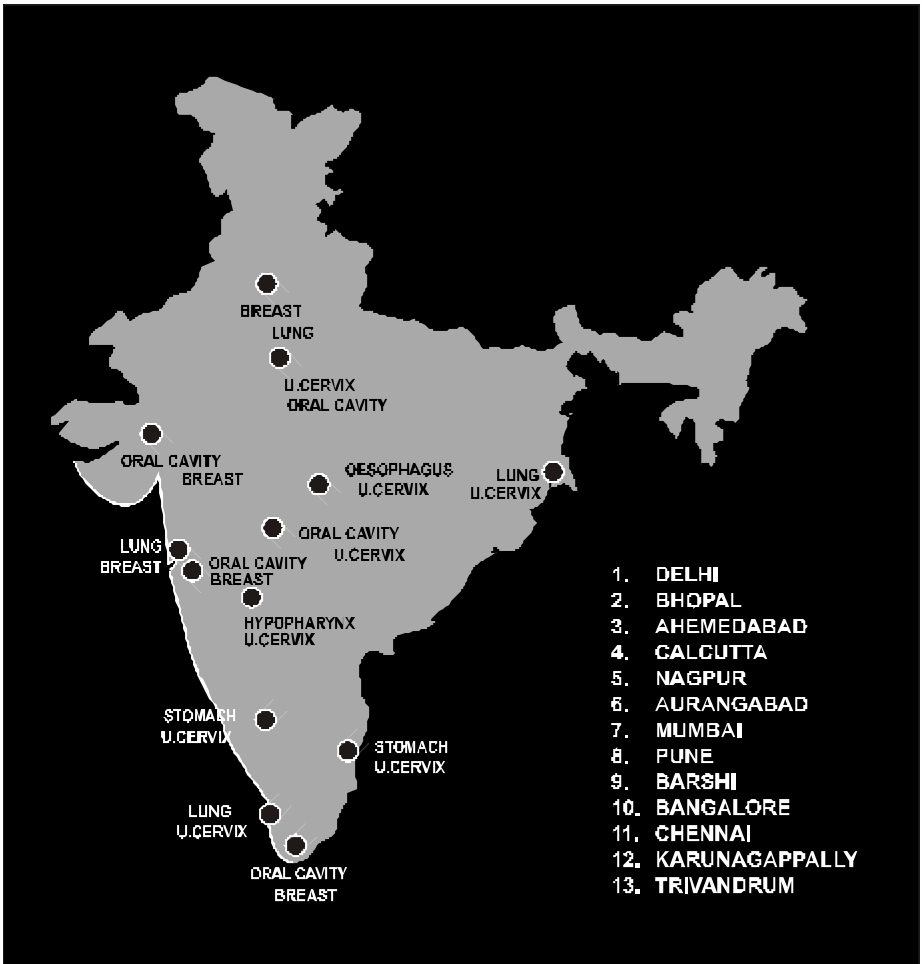 BREAST
LUNG
U.CERVIX
ORAL CAVITY
ORAL CAVITY
BREAST
OESOPHAGUS
U.CERVIX
LUNG
U.CERVIX
ORAL CAVITY
U.CERVIX
LUNG
BREAST
ORAL CAVITY
BREAST
HYPOPHARYNX
U.CERVIX
STOMACH
U.CERVIX
STOMACH
U.CERVIX
LUNG
U.CERVIX
ORAL CAVITY
BREAST
1. DELHI
2. BHOPAL
3. AHEMEDABAD
4. CALCUTTA
5. NAGPUR
6. AURANGABAD
7. MUMBAI
8. PUNE
9. BARSHI
10. BANGALORE
11. CHENNAI
12. KARUNAGAPPALLY
13. TRIVANDRUM